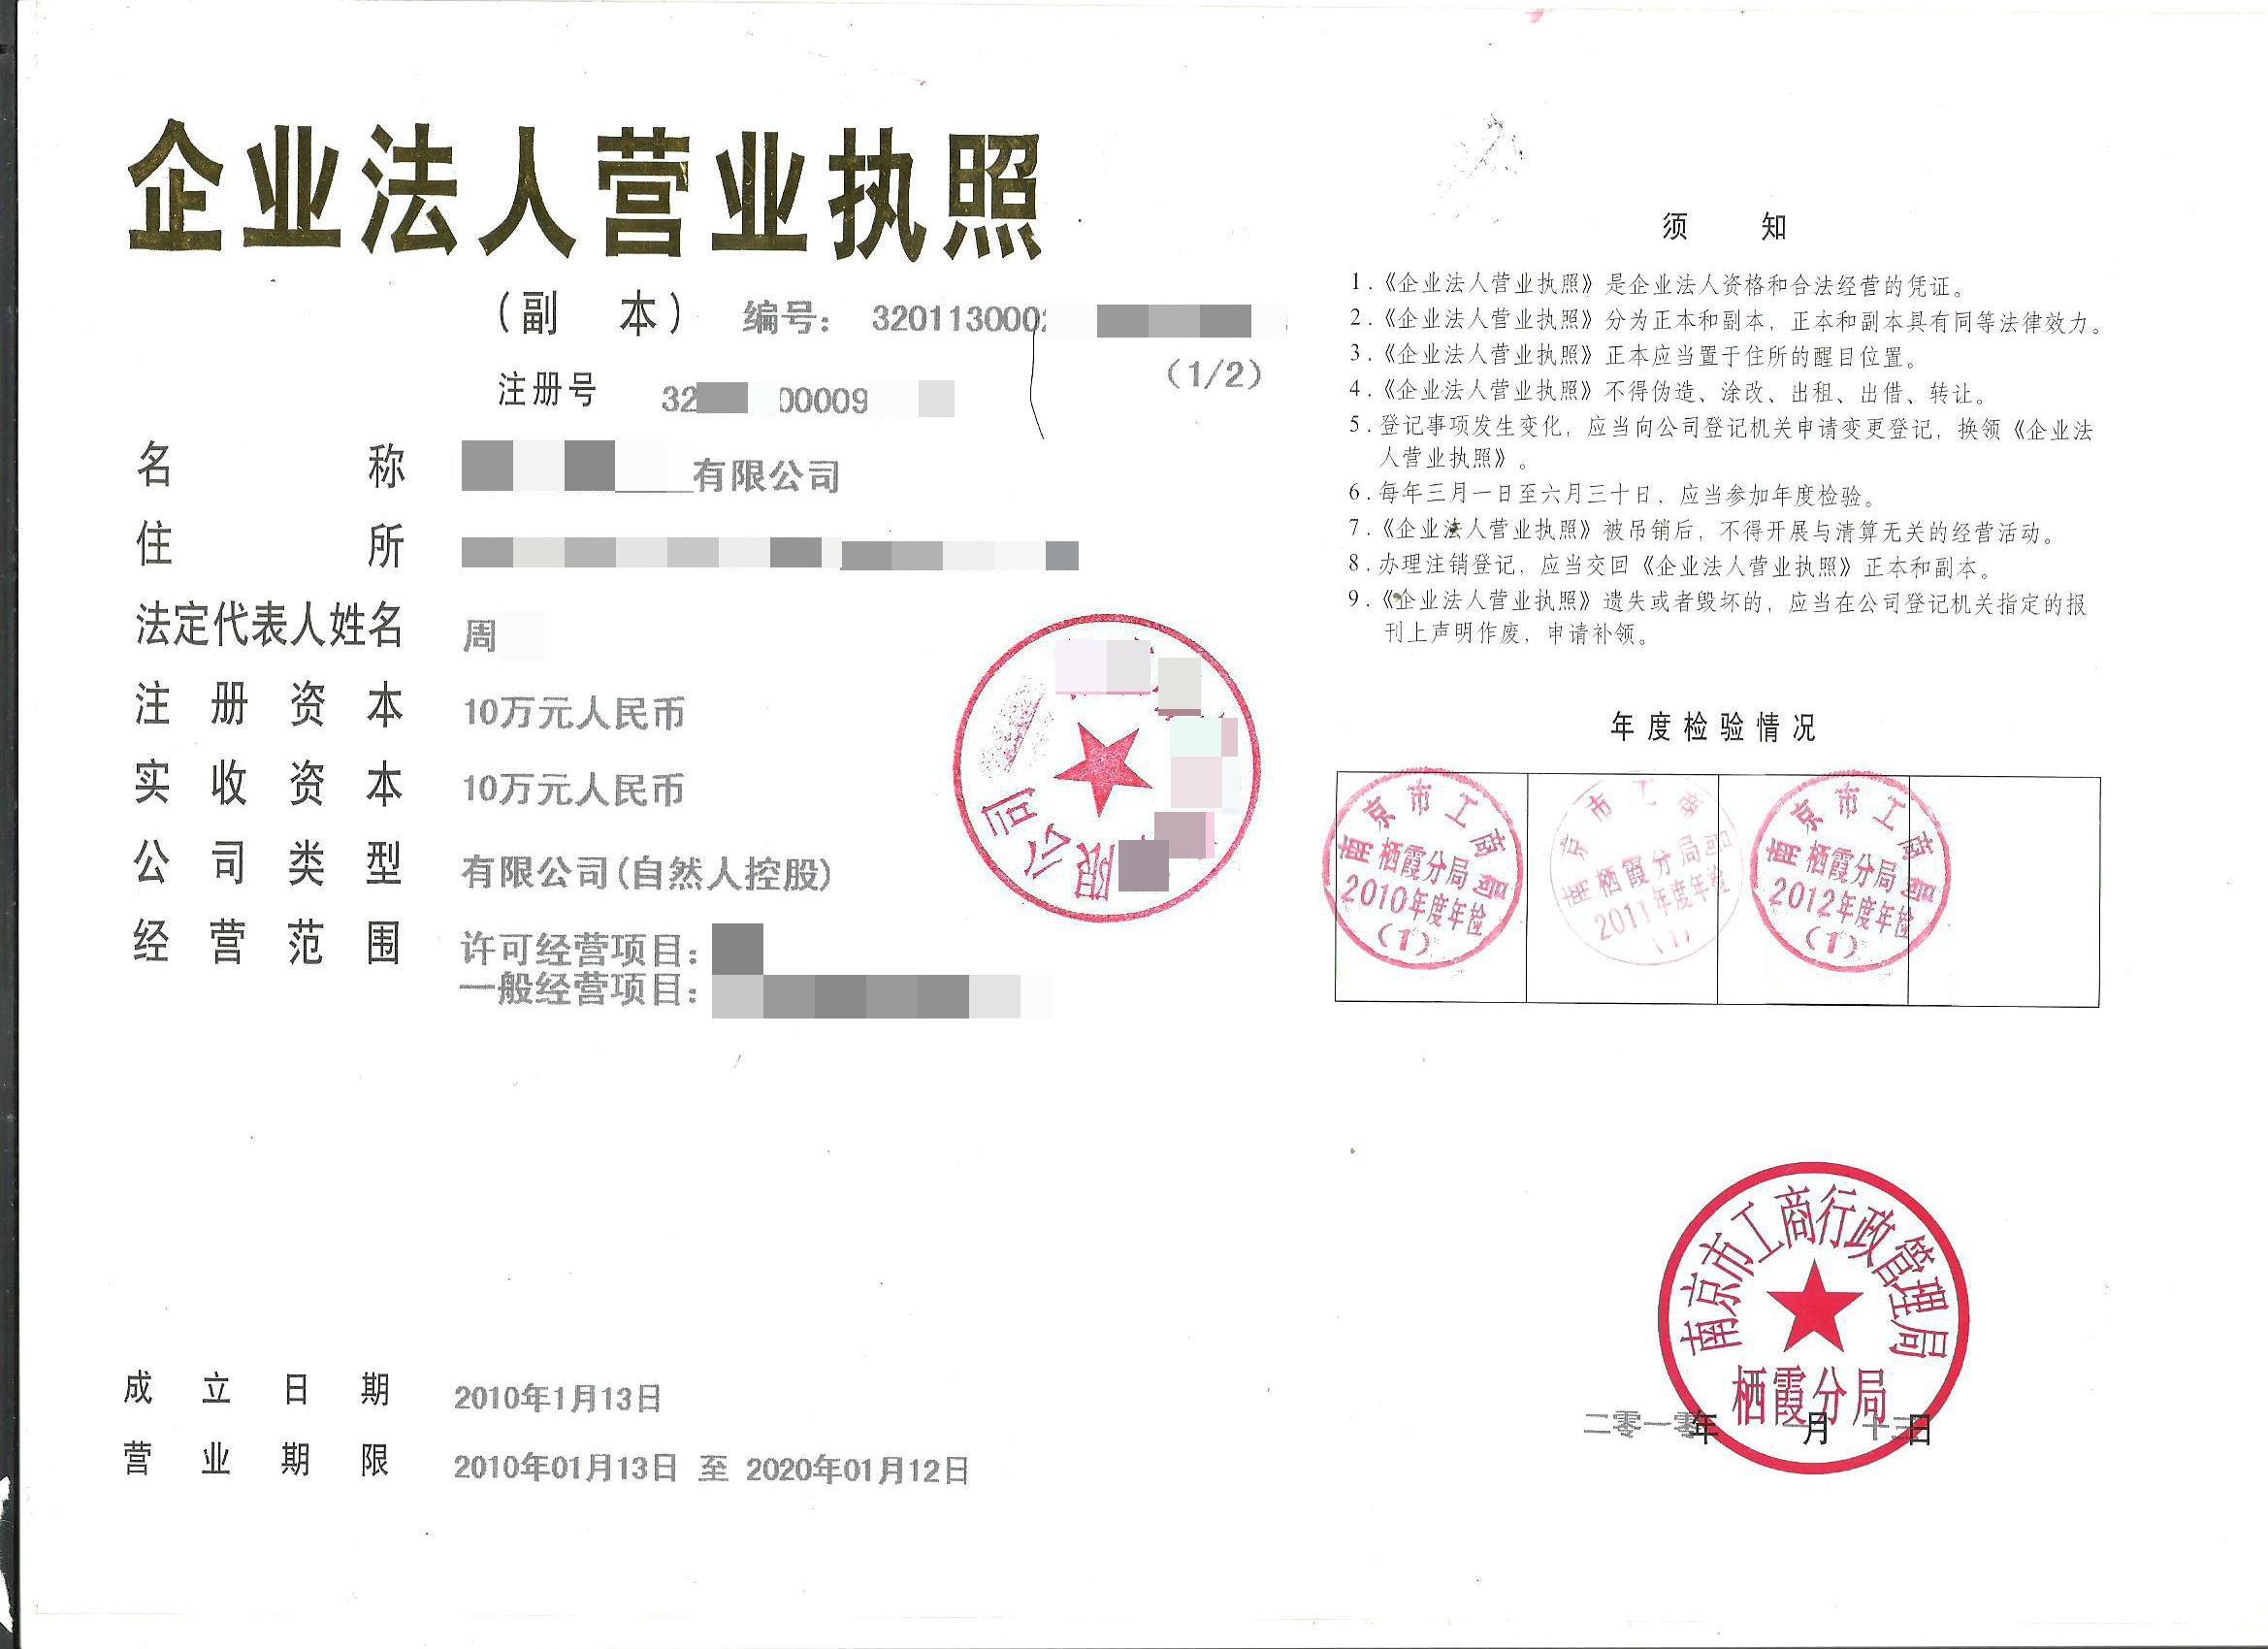 企业法人营业执照
（副 本） 编号： 320113000
（1/2）
注册号 32 00009
名 称 有限公司
住 所
法定代表人姓名 周
注 册 资 本 10万元人民币
实 收 资 本 10万元人民币
公 司 类 型 有限公司(自然人控股)
经 营 范 围 许可经营项目：
一般经营项目：
成 立 日 期 2010年1月13日
营 业 期 限 2010年01月13日 至 2020年01月12日
限公司
须 知
1．《企业法人营业执照》是企业法人资格和合法经营的凭证。
2．《企业法人营业执照》分为正本和副本，正本和副本具有同等法律效力。
3．《企业法人营业执照》正本应当置于住所的醒目位置。
4．《企业法人营业执照》不得伪造、涂改、出租、出借、转让。
5．登记事项发生变化，应当向公司登记机关申请变更登记，换领《企业法
人营业执照》。
6．每年三月一日至六月三十日，应当参加年度检验。
7．《企业法人营业执照》被吊销后，不得开展与清算无关的经营活动。
8．办理注销登记，应当交回《企业法人营业执照》正本和副本。
9．《企业法人营业执照》遗失或者毁坏的，应当在公司登记机关指定的报
刊上声明作废，申请补领。
年度检验情况
南京市工商局
栖霞分局
2010年度年检
（1）
南京市工商局
栖霞分局
2011年度年检
（1）
南京市工商局
栖霞分局
2012年度年检
（1）
南京市工商行政管理局
栖霞分局
二零一零年 一月 十三日